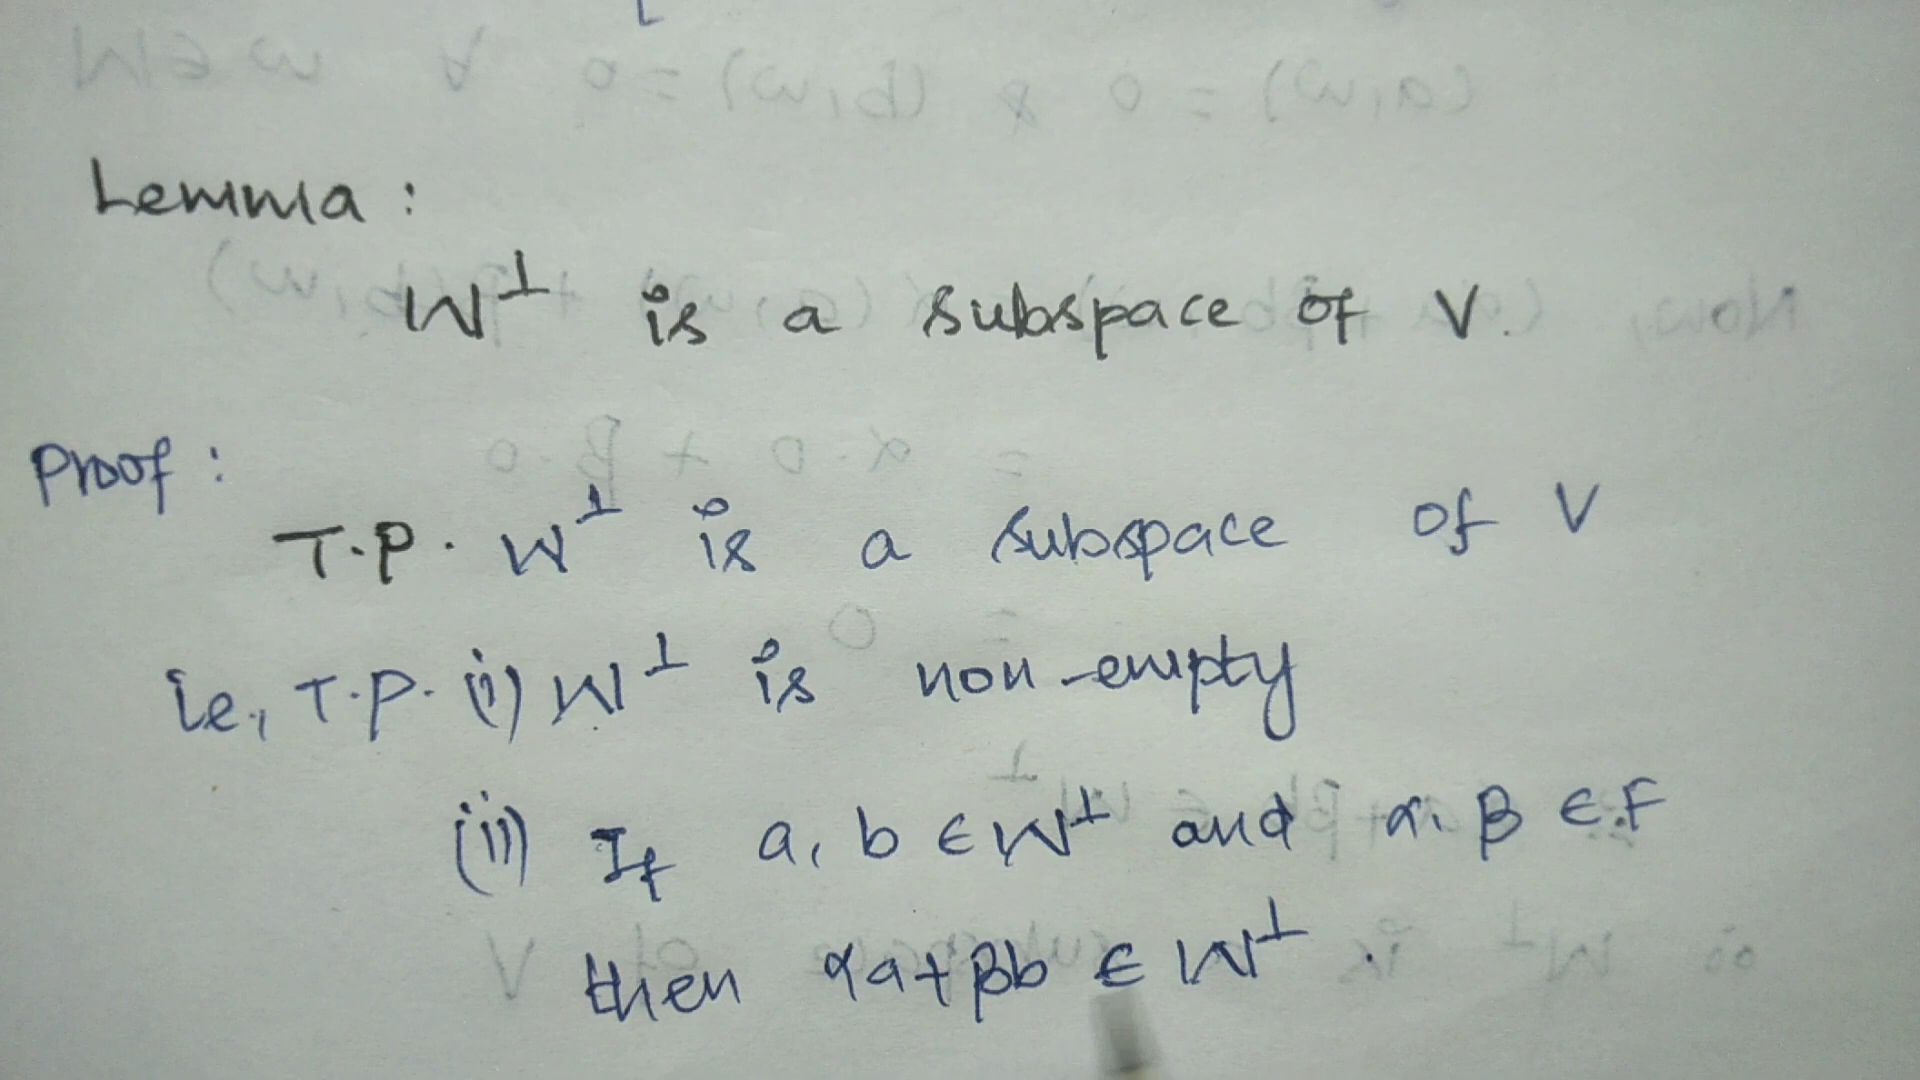 Lemma :
W⊥ is a subspace of V.
Proof :
T.P. W⊥ is a subspace of V
ie., T.P. (i) W⊥ is non-empty
(ii) If a, b ∈ W⊥ and α, β ∈ F
then αa+βb ∈ W⊥.